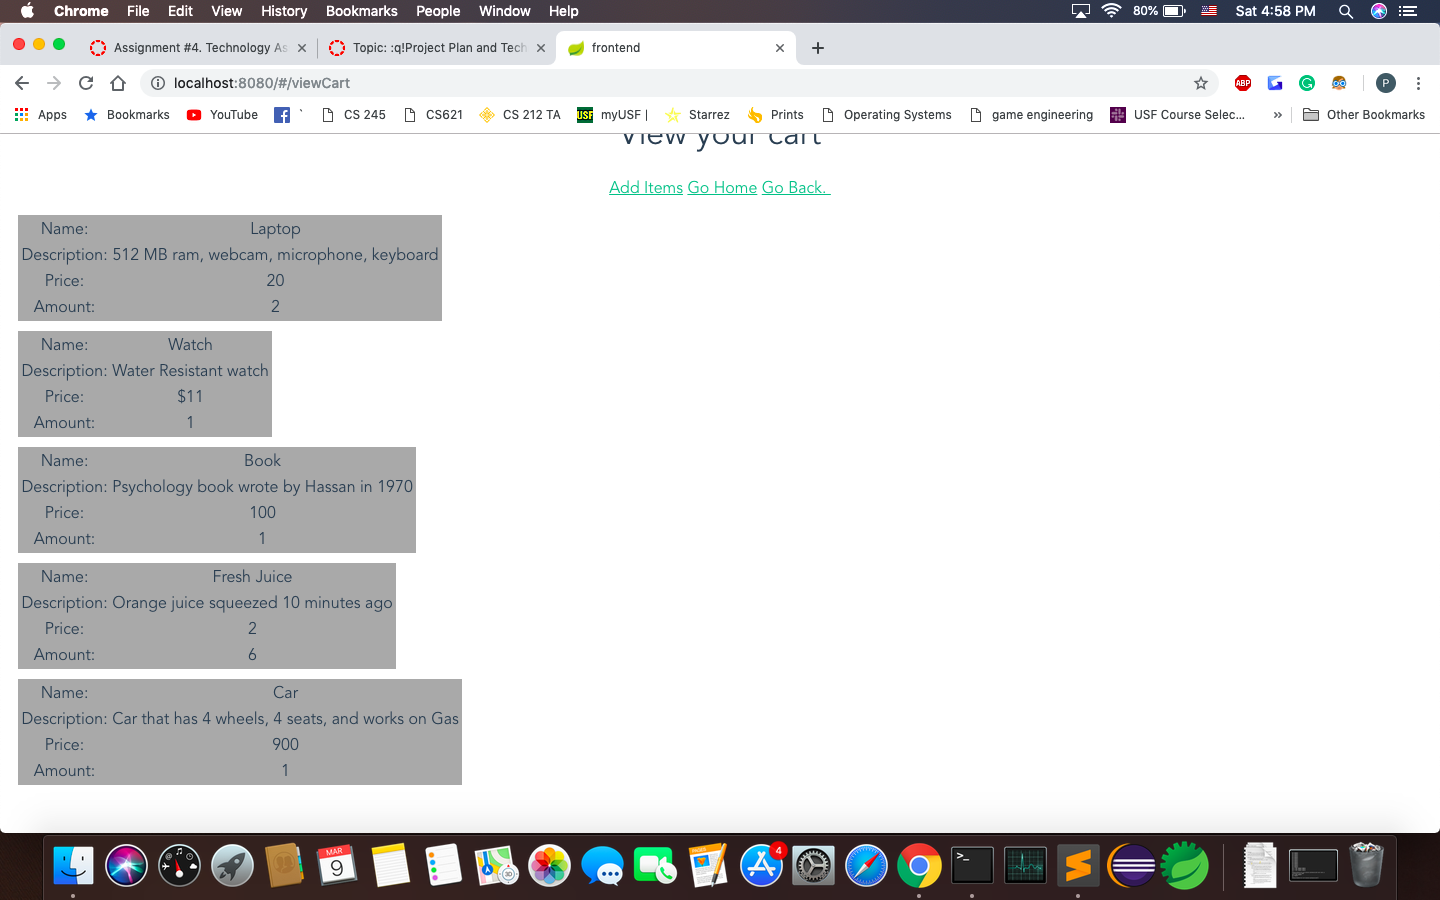 Chrome File Edit View History Bookmarks People Window Help 80% Sat 4:58 PM
Assignment #4. Technology As Topic: :q!Project Plan and Tech frontend
localhost:8080/#/viewCart ABP P
Apps Bookmarks YouTube ` CS 245 CS621 CS 212 TA USF myUSF | Starrez Prints Operating Systems game engineering USF Course Selec... » Other Bookmarks
View your cart
Add Items Go Home Go Back.
Name: Laptop
Description: 512 MB ram, webcam, microphone, keyboard
Price: 20
Amount: 2
Name: Watch
Description: Water Resistant watch
Price: $11
Amount: 1
Name: Book
Description: Psychology book wrote by Hassan in 1970
Price: 100
Amount: 1
Name: Fresh Juice
Description: Orange juice squeezed 10 minutes ago
Price: 2
Amount: 6
Name: Car
Description: Car that has 4 wheels, 4 seats, and works on Gas
Price: 900
Amount: 1
MAR
9
PAGES
4